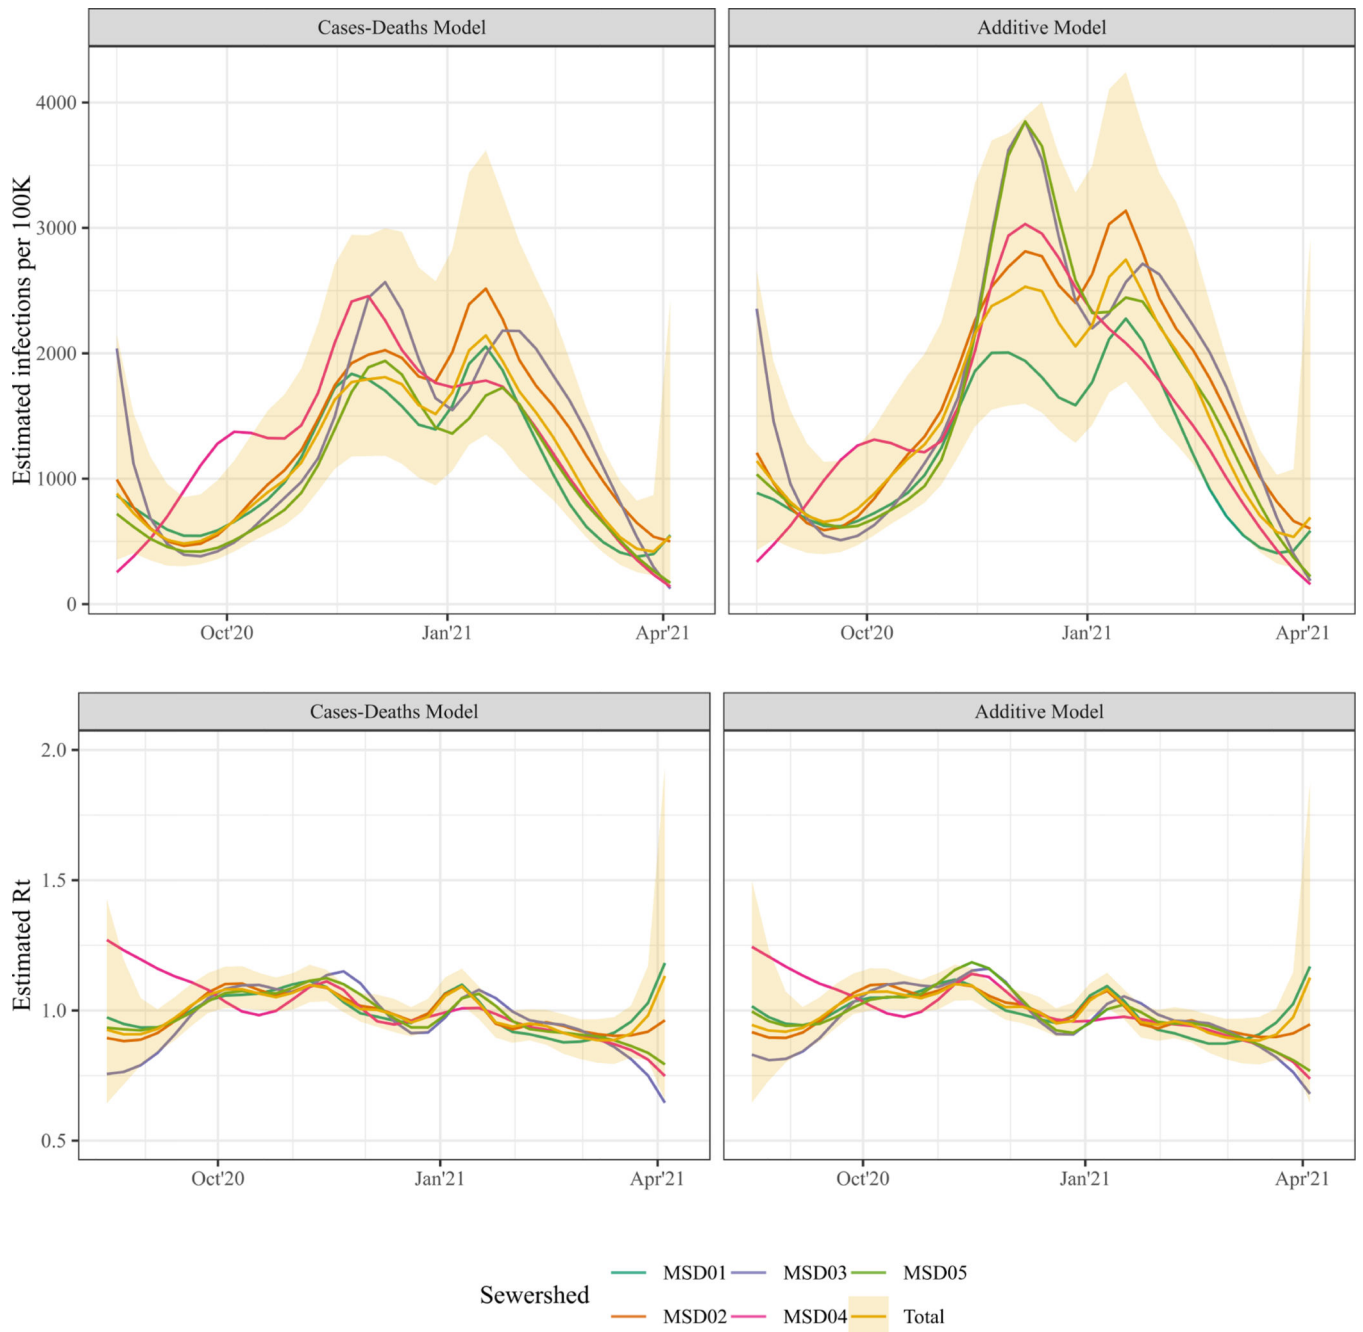 Cases-Deaths Model
Additive Model
Estimated infections per 100K
4000
3000
2000
1000
0
Oct'20
Jan'21
Apr'21
Oct'20
Jan'21
Apr'21
Cases-Deaths Model
Additive Model
Estimated Rt
2.0
1.5
1.0
0.5
Oct'20
Jan'21
Apr'21
Oct'20
Jan'21
Apr'21
Sewershed
MSD01
MSD03
MSD05
MSD02
MSD04
Total